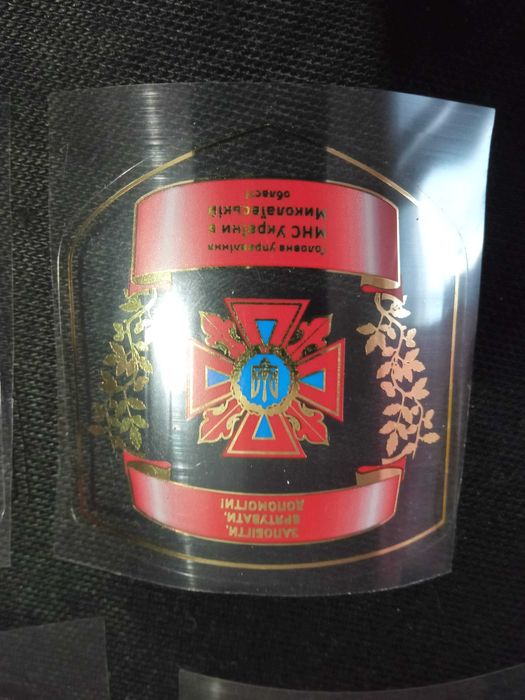 ЗАПОБІГТИ,
ВРЯТУВАТИ,
ДОПОМОГТИ!
Головне управління
МНС України в
Миколаївській
області